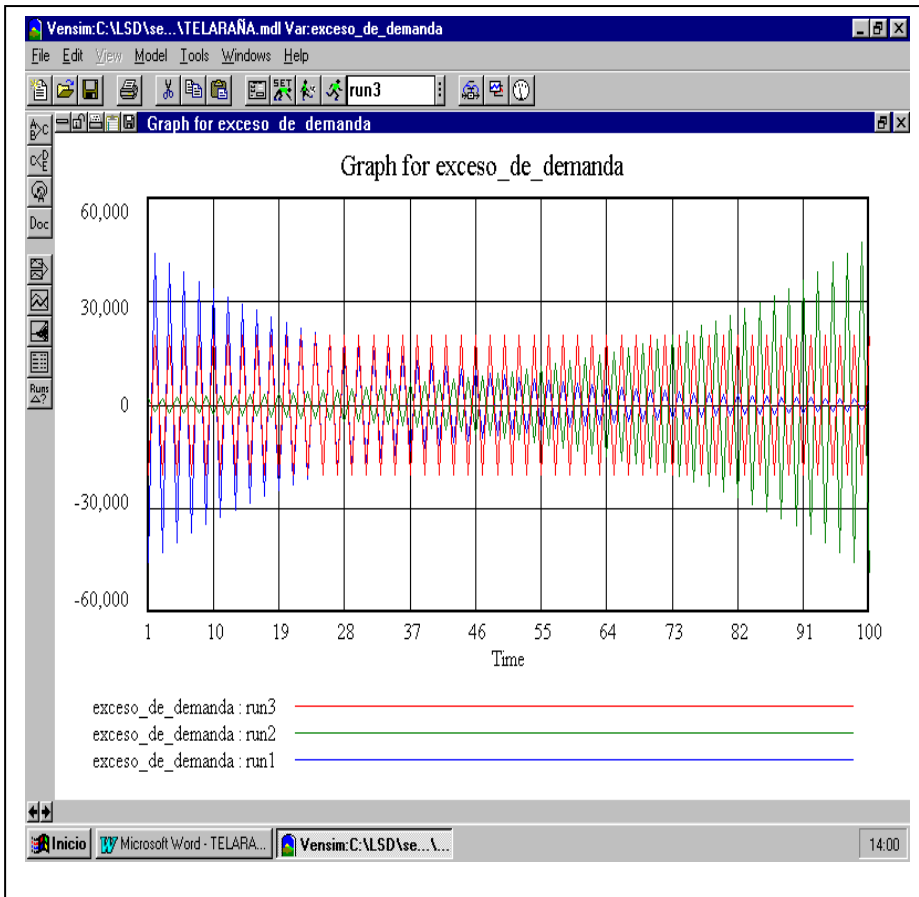 Vensim:C:\LSD\se...\TELARAÑA.mdl Var:exceso_de_demanda
File Edit View Model Tools Windows Help
SET run3
A>C B
Graph for exceso_de_demanda
C<D E
Doc
Runs Δ?
Graph for exceso_de_demanda
60,000
30,000
0
-30,000
-60,000
1 10 19 28 37 46 55 64 73 82 91 100
Time
exceso_de_demanda : run3
exceso_de_demanda : run2
exceso_de_demanda : run1
Inicio Microsoft Word - TELARA... Vensim:C:\LSD\se...\... 14:00